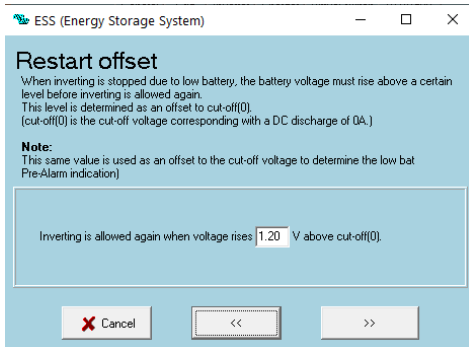 ESS (Energy Storage System)
Restart offset
When inverting is stopped due to low battery, the battery voltage must rise above a certain
level before inverting is allowed again.
This level is determined as an offset to cut-off(0).
(cut-off(0) is the cut-off voltage corresponding with a DC discharge of 0A.)
Note:
This same value is used as an offset to the cut-off voltage to determine the low bat
Pre-Alarm indication)
Inverting is allowed again when voltage rises 1.20 V above cut-off(0).
Cancel << >>